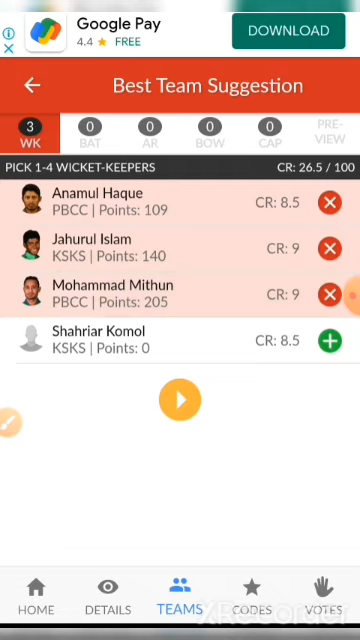 Google Pay
4.4 ★ FREE
DOWNLOAD
Best Team Suggestion
3 0 0 0 0 PRE-
WK BAT AR BOW CAP VIEW
PICK 1-4 WICKET-KEEPERS CR: 26.5 / 100
Anamul Haque
PBCC | Points: 109 CR: 8.5
Jahurul Islam
KSKS | Points: 140 CR: 9
Mohammad Mithun
PBCC | Points: 205 CR: 9
Shahriar Komol
KSKS | Points: 0 CR: 8.5
HOME DETAILS TEAMS CODES VOTES
XRecorder